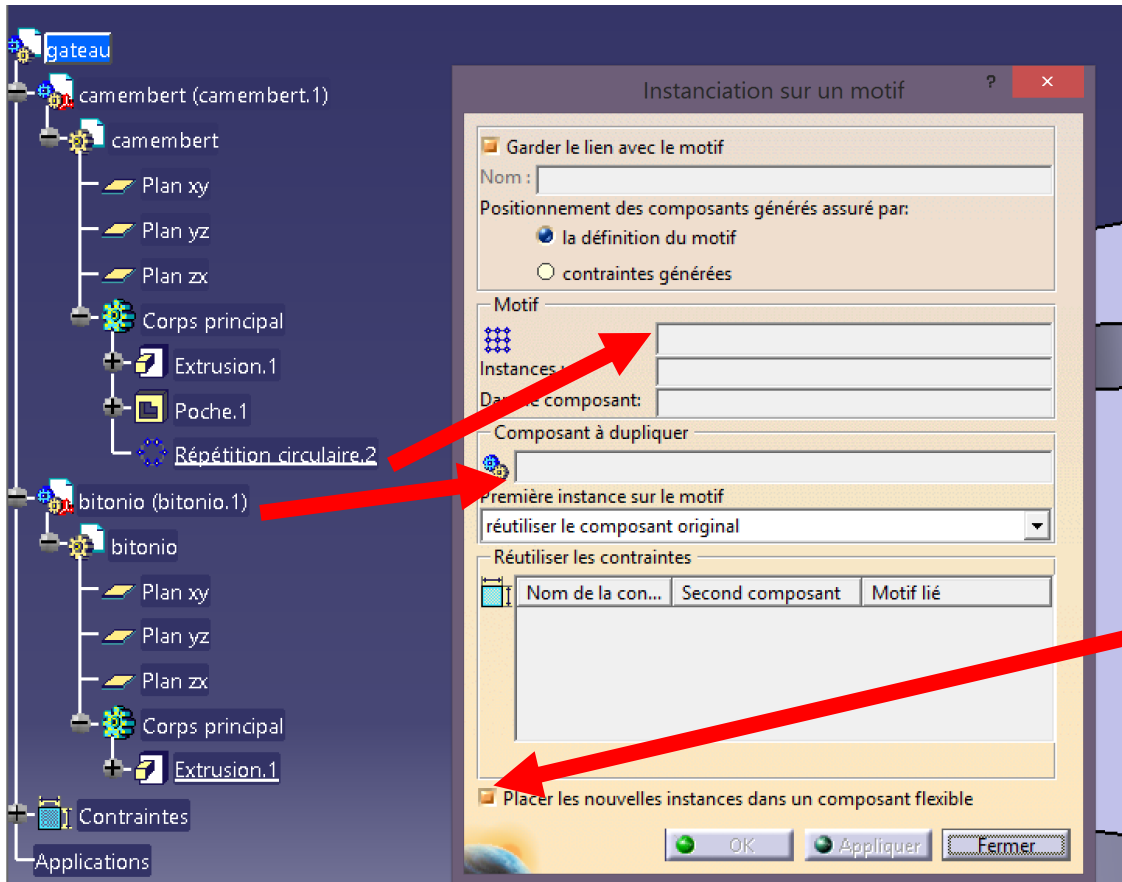 gateau
camembert (camembert.1)
camembert
Plan xy
Plan yz
Plan zx
Corps principal
Extrusion.1
Poche.1
Répétition circulaire.2
bitonio (bitonio.1)
bitonio
Plan xy
Plan yz
Plan zx
Corps principal
Extrusion.1
Contraintes
Applications
Instanciation sur un motif
?
×
Garder le lien avec le motif
Nom :
Positionnement des composants générés assuré par:
la définition du motif
contraintes générées
Motif
Instances :
composant:
Composant à dupliquer
Première instance sur le motif
réutiliser le composant original
Réutiliser les contraintes
Nom de la con... Second composant Motif lié
Placer les nouvelles instances dans un composant flexible
OK Appliquer Fermer